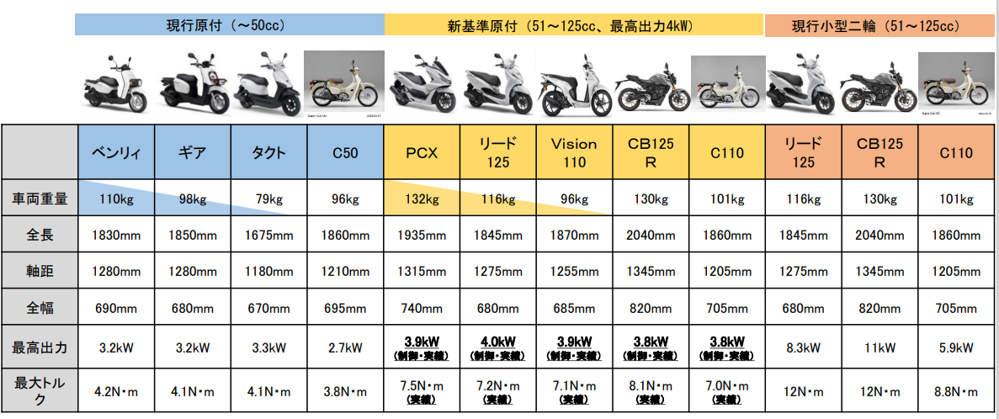 現行原付（～50cc）	新基準原付（51～125cc、最高出力4kW）	現行小型二輪（51～125cc）
ベンリィ	ギア	タクト	C50	PCX	リード125	Vision110	CB125R	C110	リード125	CB125R	C110
車両重量	110kg	98kg	79kg	96kg	132kg	116kg	96kg	130kg	101kg	116kg	130kg	101kg
全長	1830mm	1850mm	1675mm	1860mm	1935mm	1845mm	1870mm	2040mm	1860mm	1845mm	2040mm	1860mm
軸距	1280mm	1280mm	1180mm	1210mm	1315mm	1275mm	1255mm	1345mm	1205mm	1275mm	1345mm	1205mm
全幅	690mm	680mm	670mm	695mm	740mm	680mm	685mm	820mm	705mm	680mm	820mm	705mm
最高出力	3.2kW	3.2kW	3.3kW	2.7kW	3.9kW（制御・実績）	4.0kW（制御・実績）	3.9kW（制御・実績）	3.8kW（制御・実績）	3.8kW（制御・実績）	8.3kW	11kW	5.9kW
最大トルク	4.2N・m	4.1N・m	4.1N・m	3.8N・m	7.5N・m（実績）	7.2N・m（実績）	7.1N・m（実績）	8.1N・m（実績）	7.0N・m（実績）	12N・m	12N・m	8.8N・m